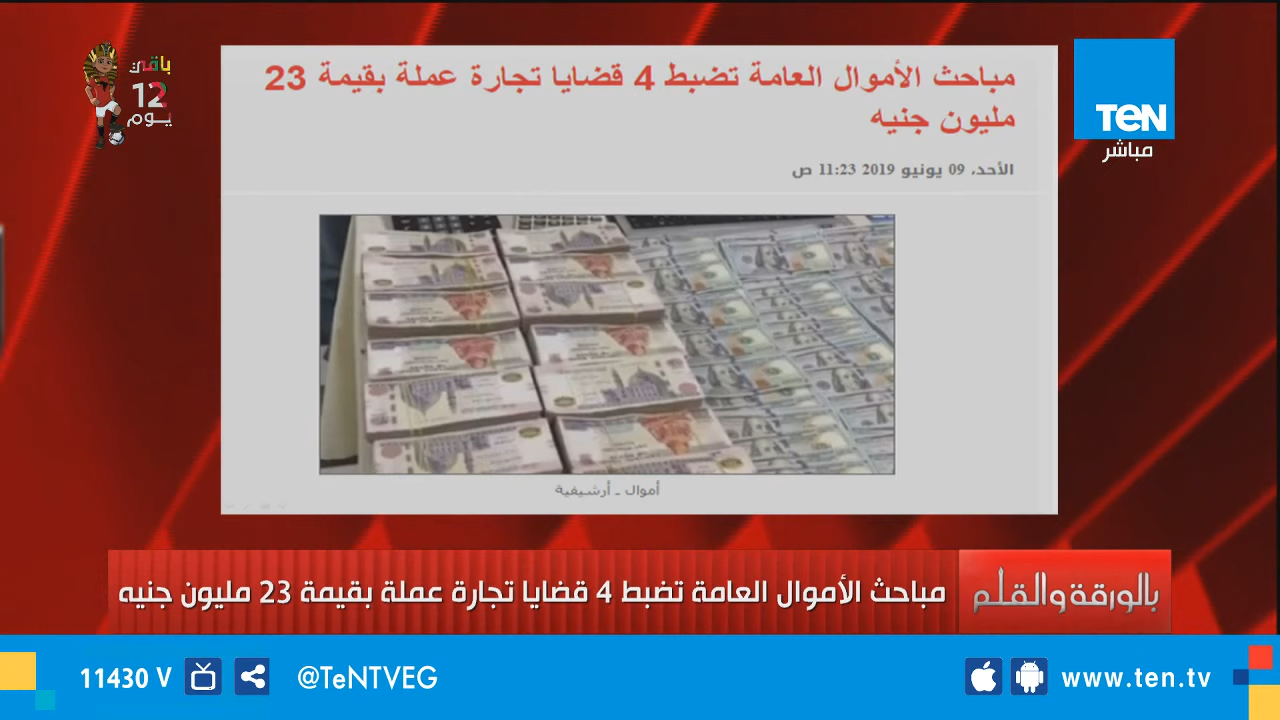 باقي
12
يوم
TEN
مباشر
مباحث الأموال العامة تضبط 4 قضايا تجارة عملة بقيمة 23
مليون جنيه
الأحد، 09 يونيو 2019 11:23 ص
أموال ـ أرشيفية
بالورقة والقلم
مباحث الأموال العامة تضبط 4 قضايا تجارة عملة بقيمة 23 مليون جنيه
11430 V
@TeNTVEG
www.ten.tv